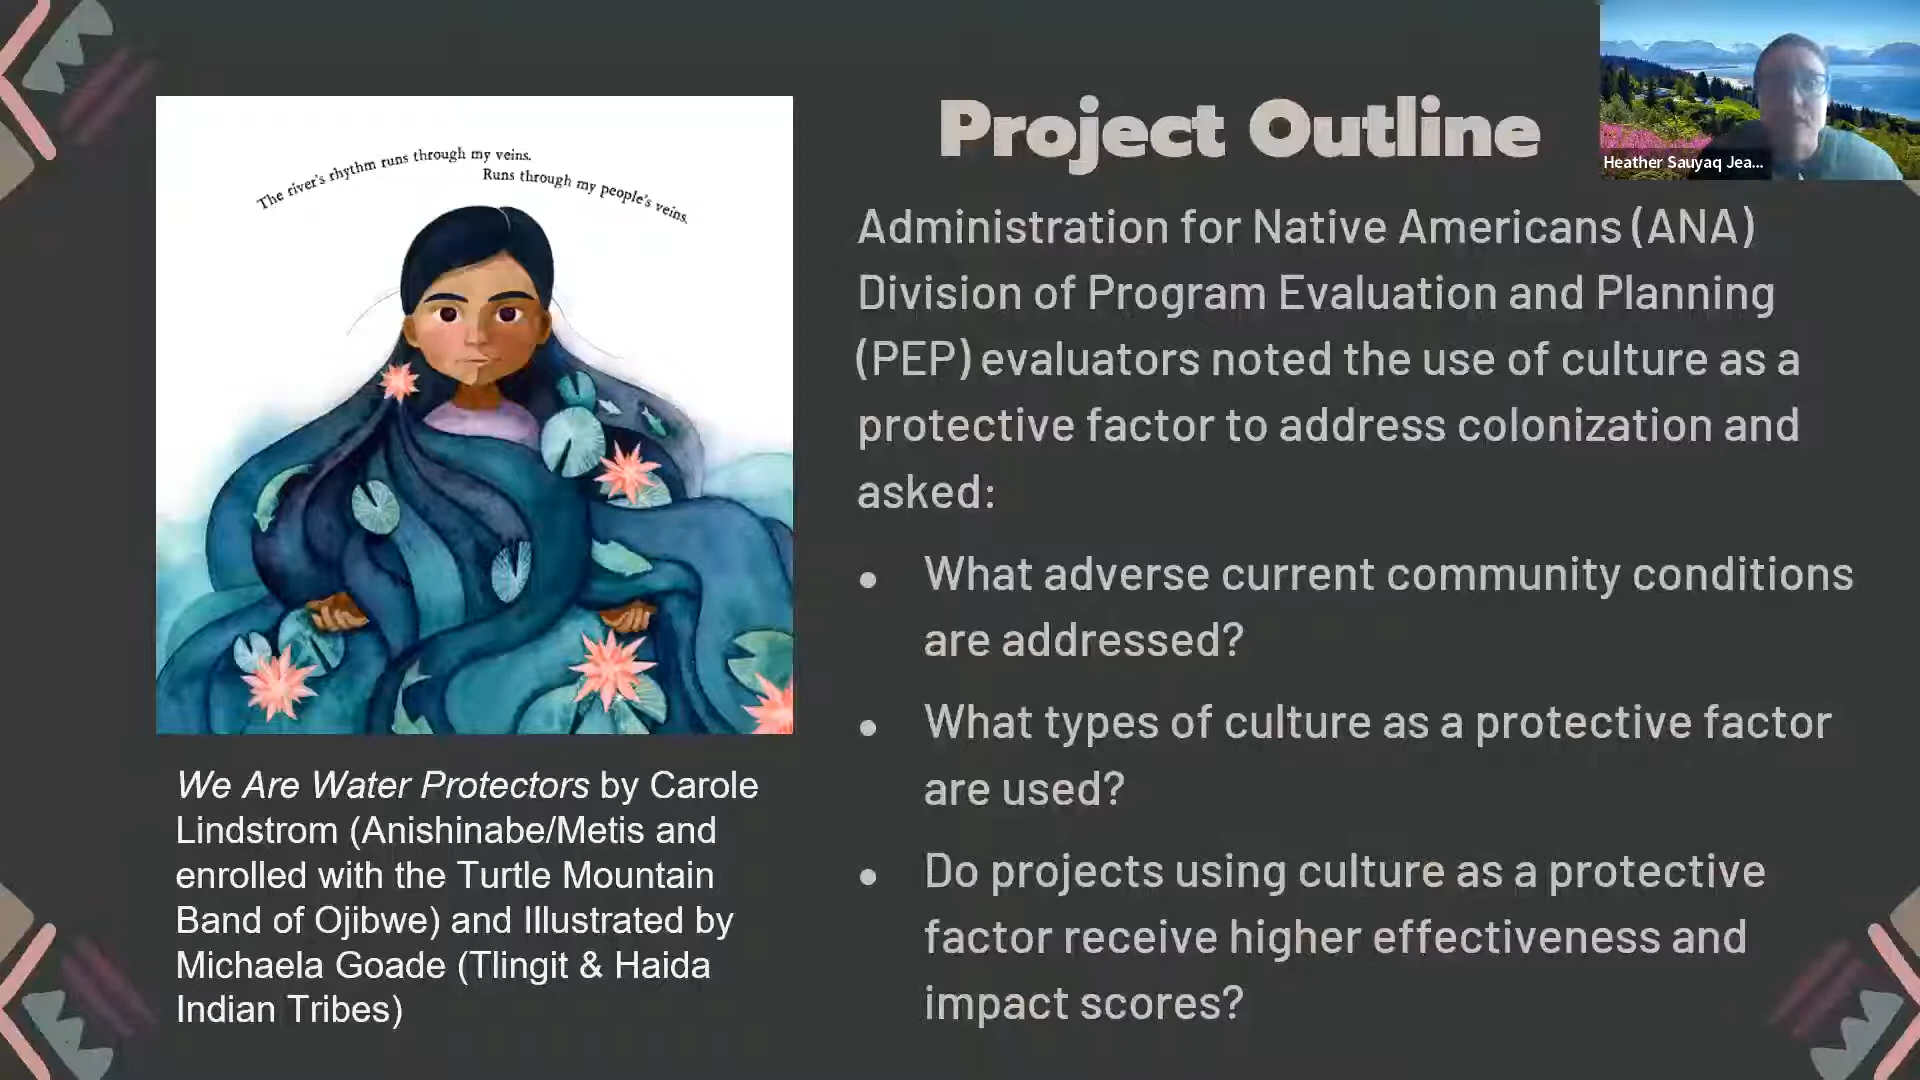 The river's rhythm runs through my veins.
Runs through my people's veins.
We Are Water Protectors by Carole
Lindstrom (Anishinabe/Metis and
enrolled with the Turtle Mountain
Band of Ojibwe) and Illustrated by
Michaela Goade (Tlingit & Haida
Indian Tribes)
Project Outline
Administration for Native Americans (ANA)
Division of Program Evaluation and Planning
(PEP) evaluators noted the use of culture as a
protective factor to address colonization and
asked:
● What adverse current community conditions
are addressed?
● What types of culture as a protective factor
are used?
● Do projects using culture as a protective
factor receive higher effectiveness and
impact scores?
Heather Sauyaq Jea...